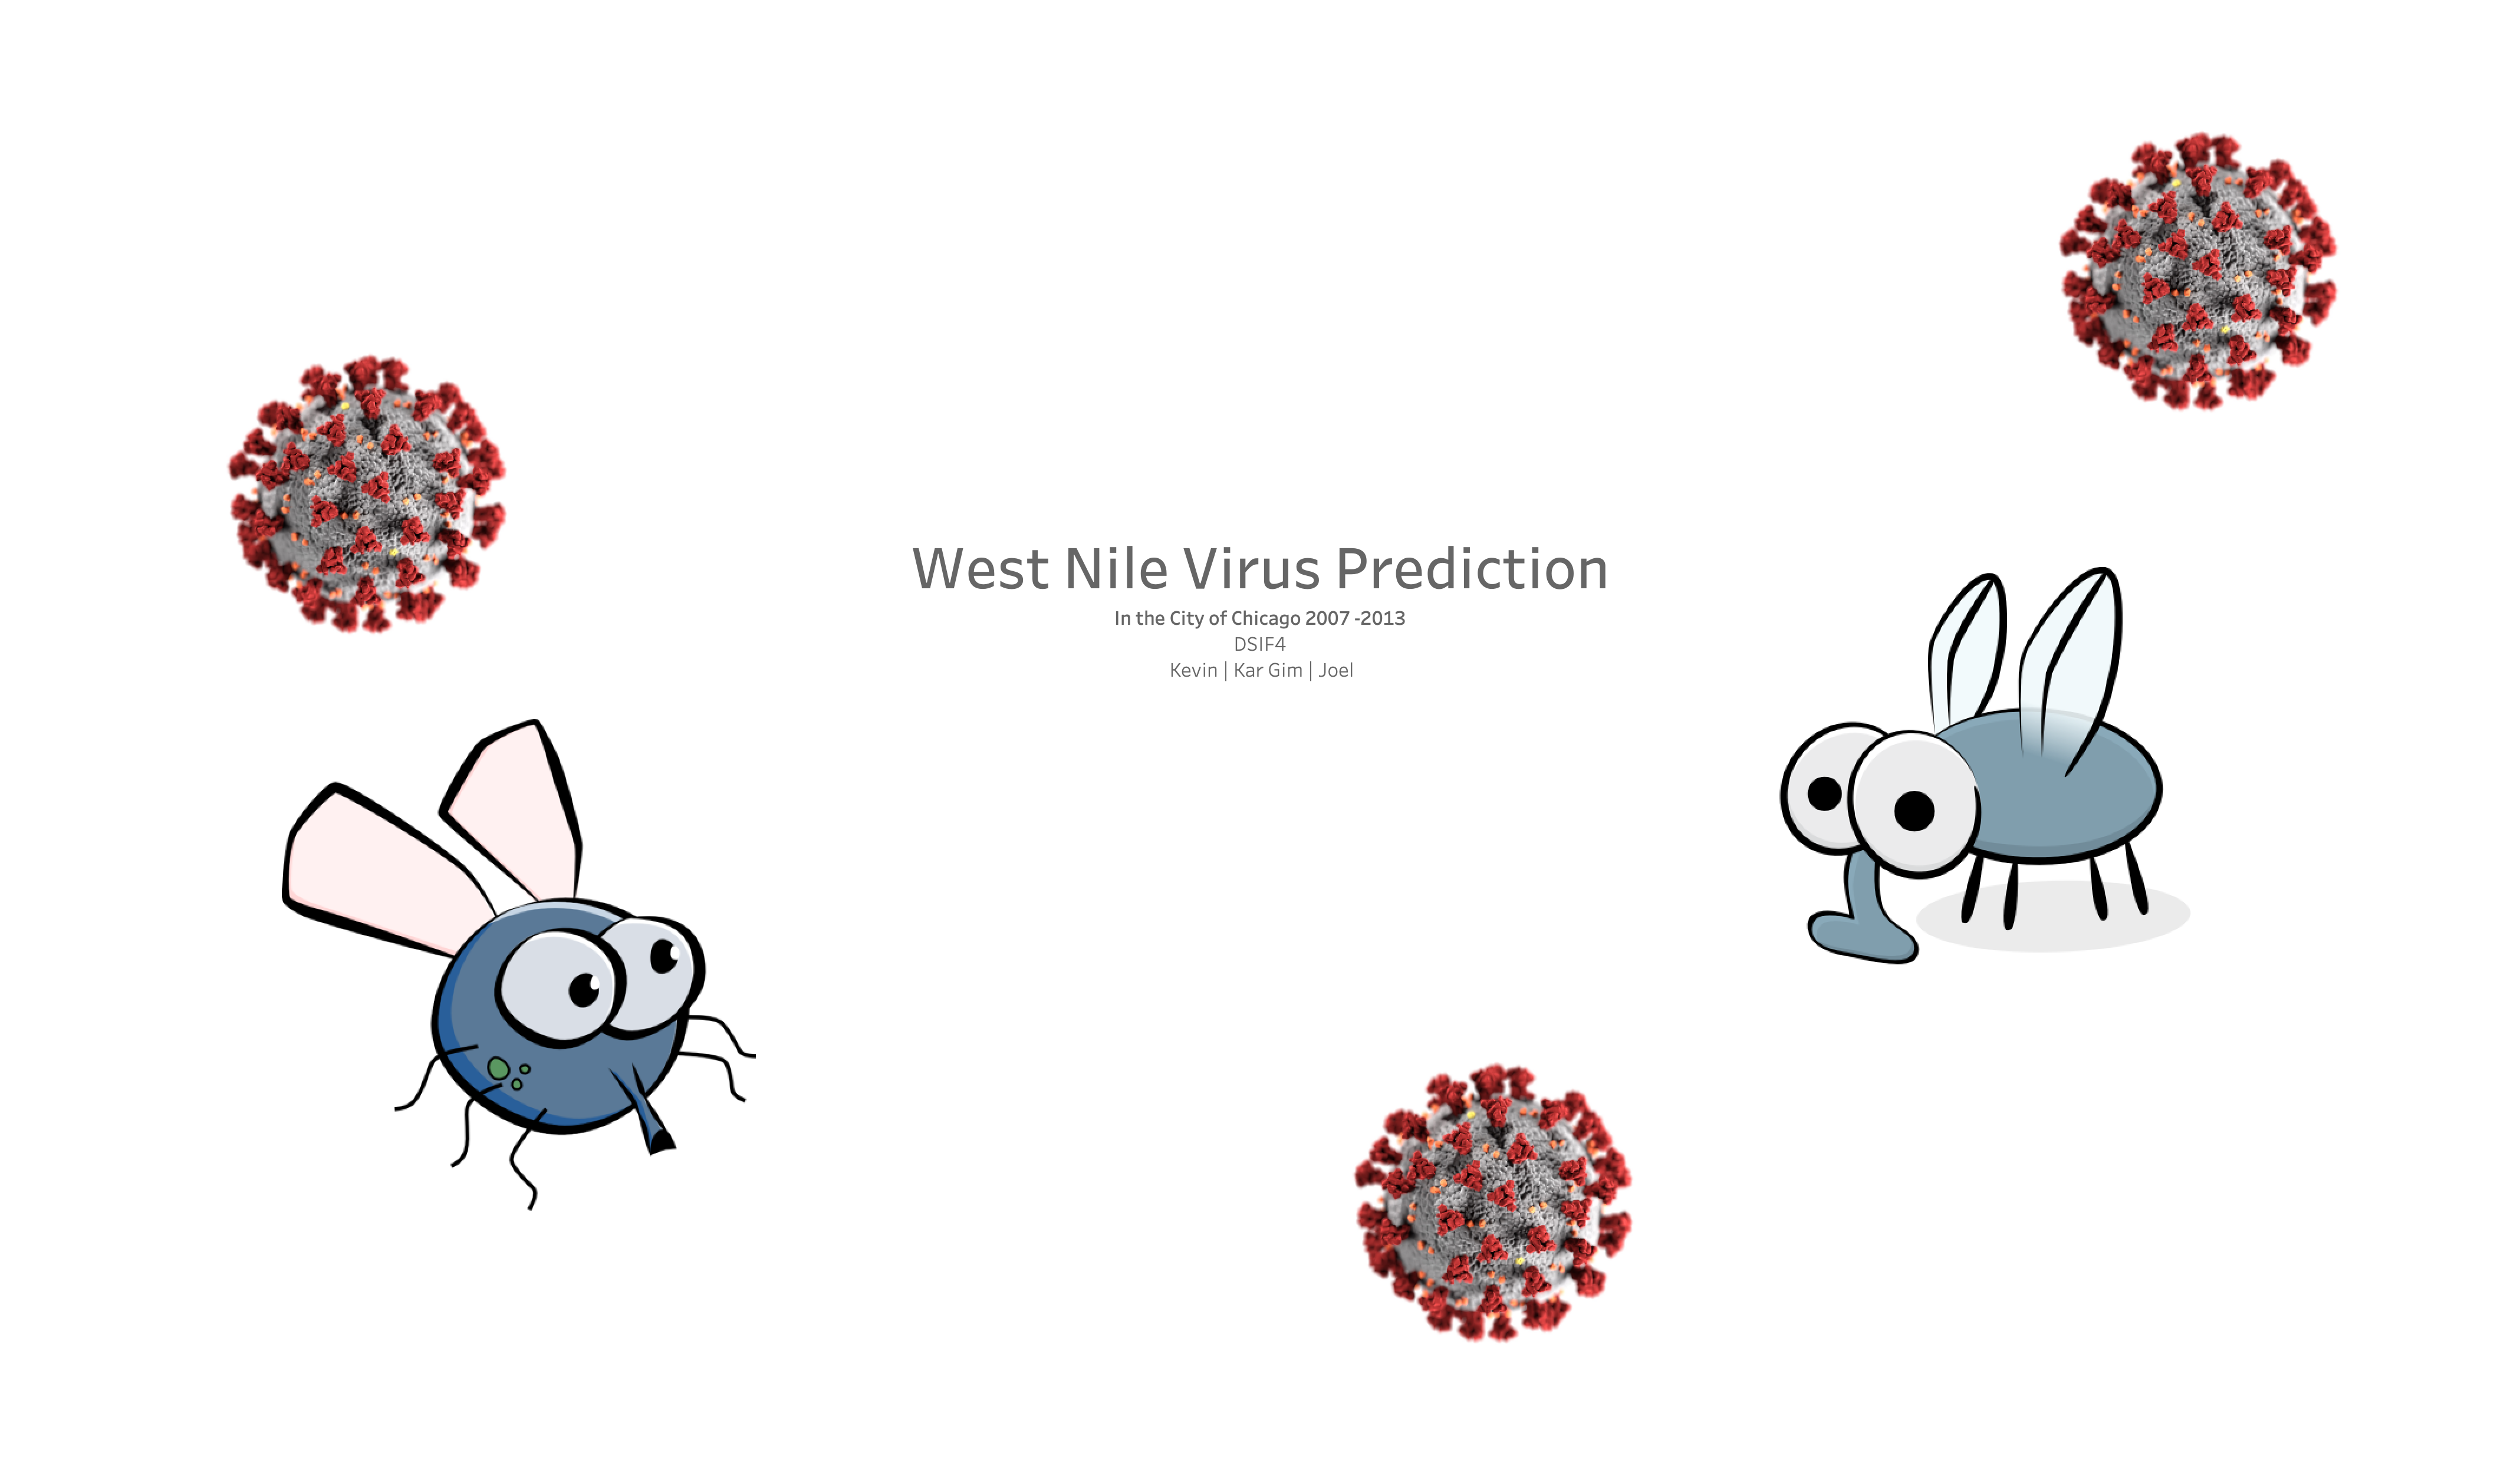 West Nile Virus Prediction
In the City of Chicago 2007 -2013
DSIF4
Kevin | Kar Gim | Joel